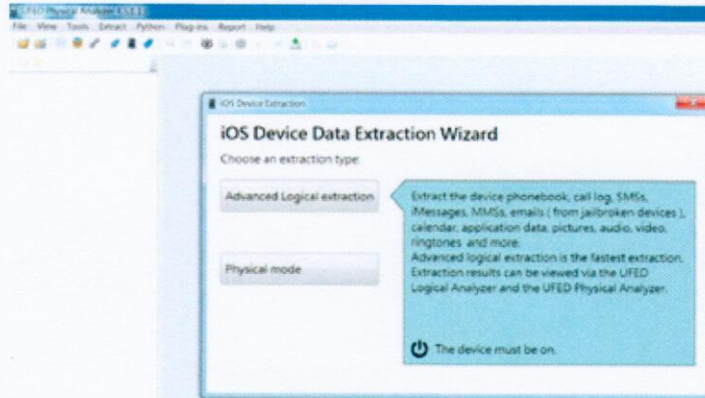 UFED Physical Analyzer
File View Tools Extract Python Plug-ins Report Help
iOS Device Extraction
iOS Device Data Extraction Wizard
Choose an extraction type:
Advanced Logical extraction
Physical mode
Extract the device phonebook, call log, SMSs,
iMessages, MMSs, emails ( from jailbroken devices ),
calendar, application data, pictures, audio, video,
ringtones and more.
Advanced logical extraction is the fastest extraction.
Extraction results can be viewed via the UFED
Logical Analyzer and the UFED Physical Analyzer.
The device must be on.